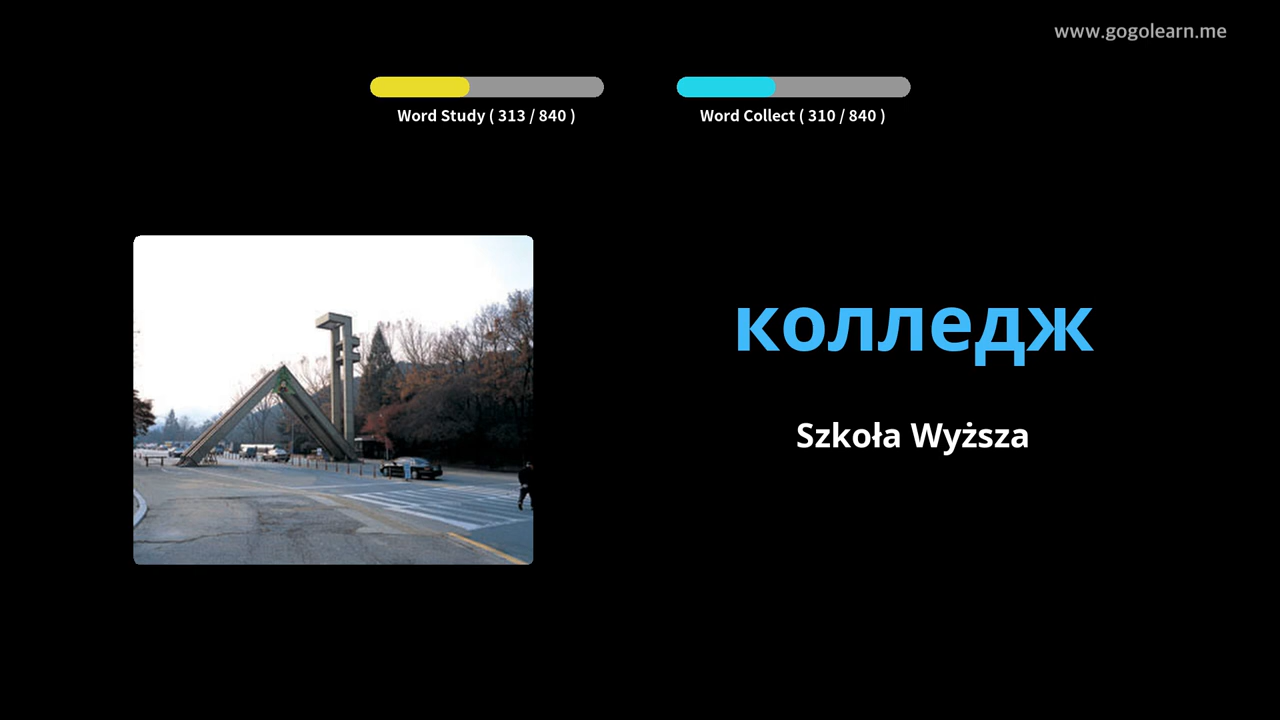 www.gogolearn.me
Word Study ( 313 / 840 )
Word Collect ( 310 / 840 )
колледж
Szkoła Wyższa